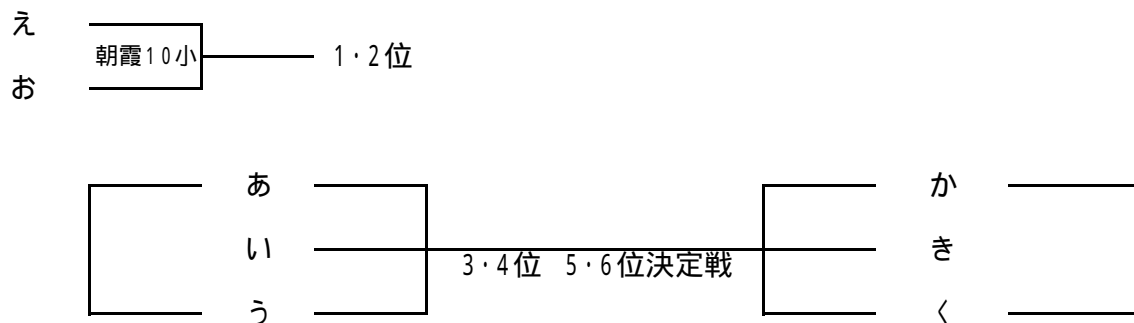 え
朝霞10小 1・2位
お
あ か
い き
3・4位 5・6位決定戦
う く